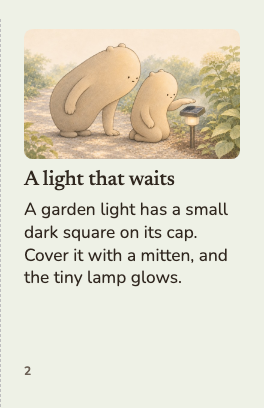 A light that waits
A garden light has a small
dark square on its cap.
Cover it with a mitten, and
the tiny lamp glows.
2